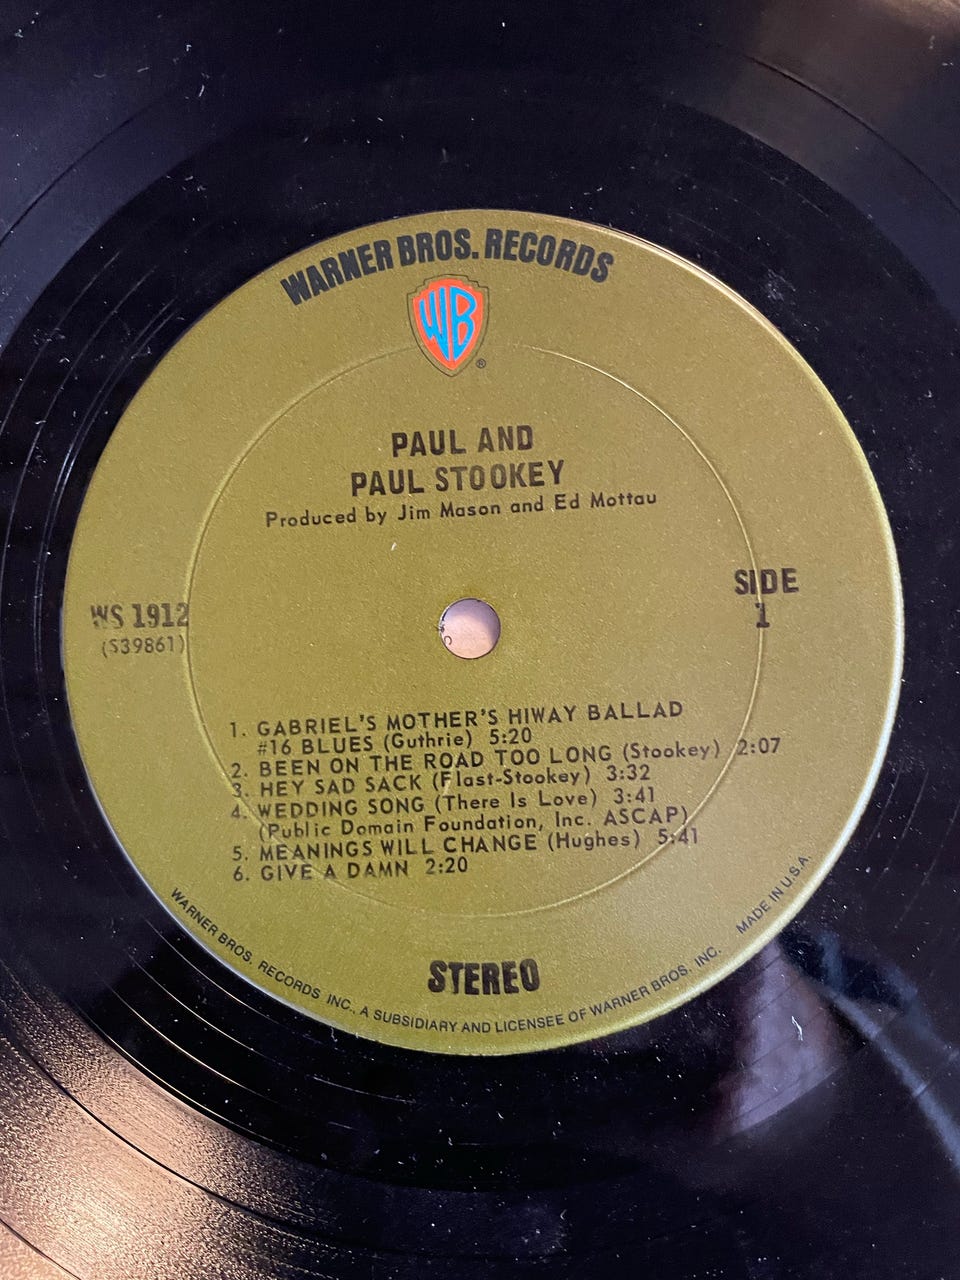 WARNER BROS. RECORDS
WB
®
PAUL AND
PAUL STOOKEY
Produced by Jim Mason and Ed Mottau
WS 1912
(S39861)
SIDE
1
1. GABRIEL'S MOTHER'S HIWAY BALLAD
#16 BLUES (Guthrie) 5:20
2. BEEN ON THE ROAD TOO LONG (Stookey) 2:07
3. HEY SAD SACK (Flast-Stookey) 3:32
4. WEDDING SONG (There Is Love) 3:41
(Public Domain Foundation, Inc. ASCAP)
5. MEANINGS WILL CHANGE (Hughes) 5:41
6. GIVE A DAMN 2:20
STEREO
WARNER BROS. RECORDS INC., A SUBSIDIARY AND LICENSEE OF WARNER BROS. INC. MADE IN U.S.A.